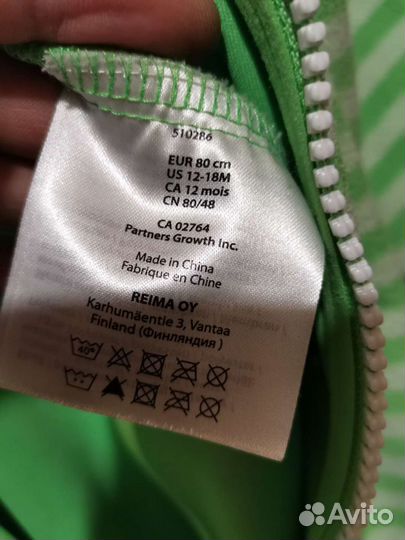 510286
EUR 80 cm
US 12-18M
CA 12 mois
CN 80/48
CA 02764
Partners Growth Inc.
Made in China
Fabrique en Chine
REIMA OY
Karhumäentie 3, Vantaa
Finland (Финляндия)
40°
Avito